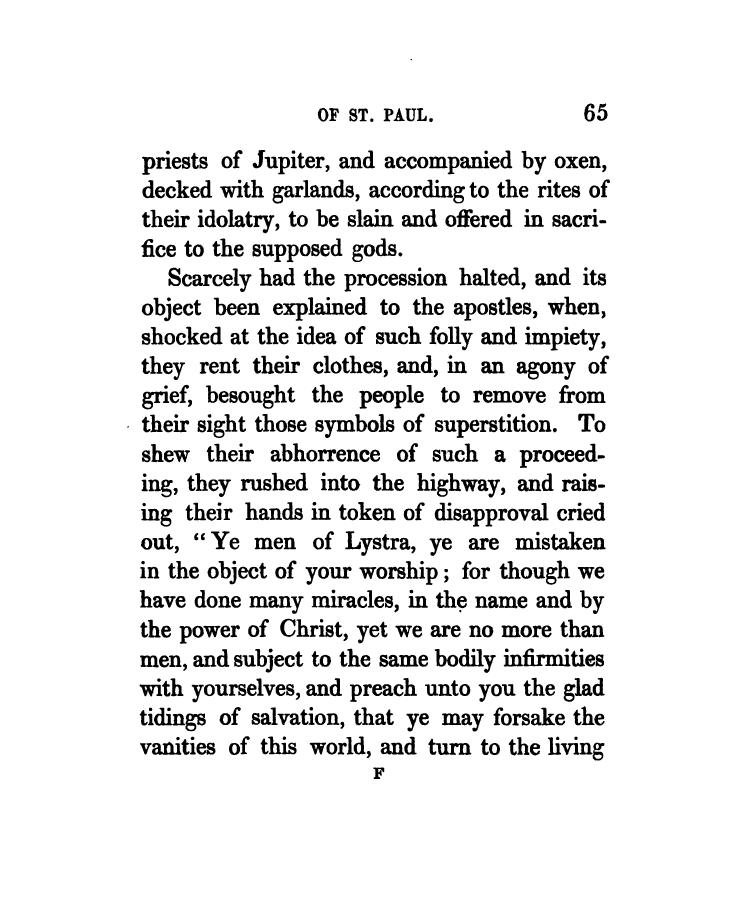 OF ST. PAUL. 65
priests of Jupiter, and accompanied by oxen,
decked with garlands, according to the rites of
their idolatry, to be slain and offered in sacri-
fice to the supposed gods.
Scarcely had the procession halted, and its
object been explained to the apostles, when,
shocked at the idea of such folly and impiety,
they rent their clothes, and, in an agony of
grief, besought the people to remove from
their sight those symbols of superstition. To
shew their abhorrence of such a proceed-
ing, they rushed into the highway, and rais-
ing their hands in token of disapproval cried
out, “Ye men of Lystra, ye are mistaken
in the object of your worship; for though we
have done many miracles, in the name and by
the power of Christ, yet we are no more than
men, and subject to the same bodily infirmities
with yourselves, and preach unto you the glad
tidings of salvation, that ye may forsake the
vanities of this world, and turn to the living
F